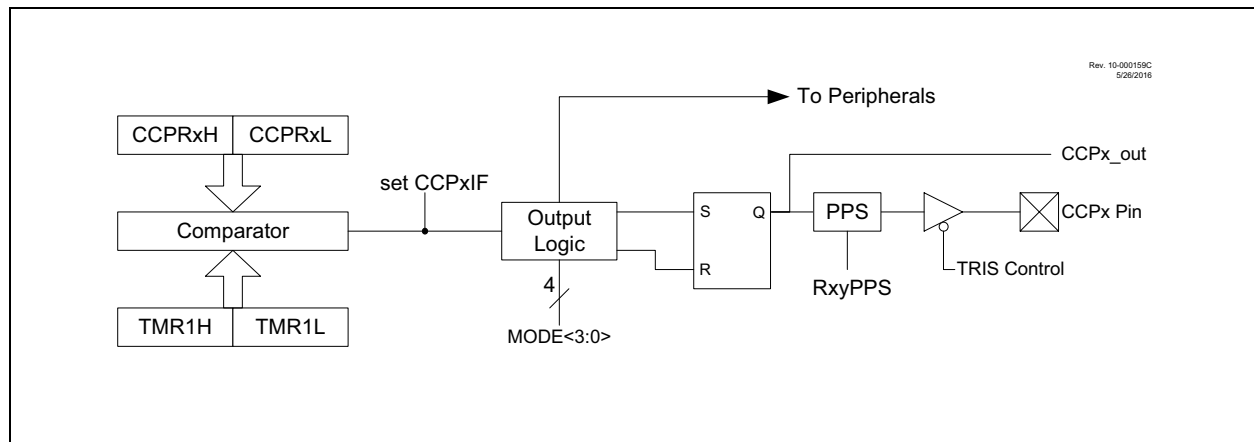 Rev. 10-000159C
5/26/2016
To Peripherals
CCPRxH CCPRxL
CCPx_out
set CCPxIF
Comparator
Output
Logic
S Q
R
PPS
CCPx Pin
4
RxyPPS
TRIS Control
TMR1H TMR1L
MODE<3:0>